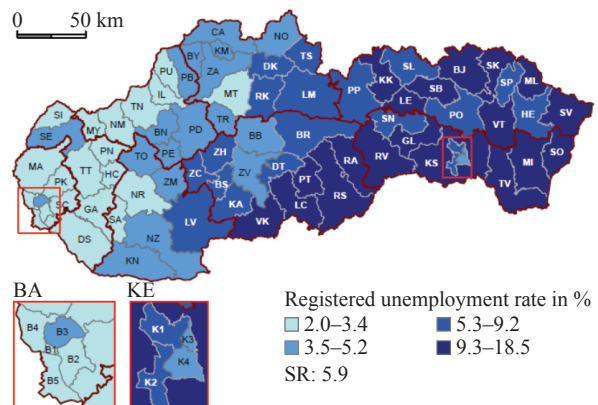 0 50 km
CA NO
BY KM TS
PU PB ZA DK
IL MT RK LM
TN TR
SI NM BN PD
SE MY PE
MA PN TO
TT HC
PK NR ZM
SC GA SA
DS NZ
KN LV
BB BR
ZH ZV DT
ZC BS
KA PT RA
VK LC RS
PP KK SL BJ SK ML
LE SB SP
SN PO HE SV
GL VT
RV KS SO
MI
TV
BA KE
B4 B3
B1 B2
B5
K1
K3
K4
K2
Registered unemployment rate in %
2.0–3.4 5.3–9.2
3.5–5.2 9.3–18.5
SR: 5.9